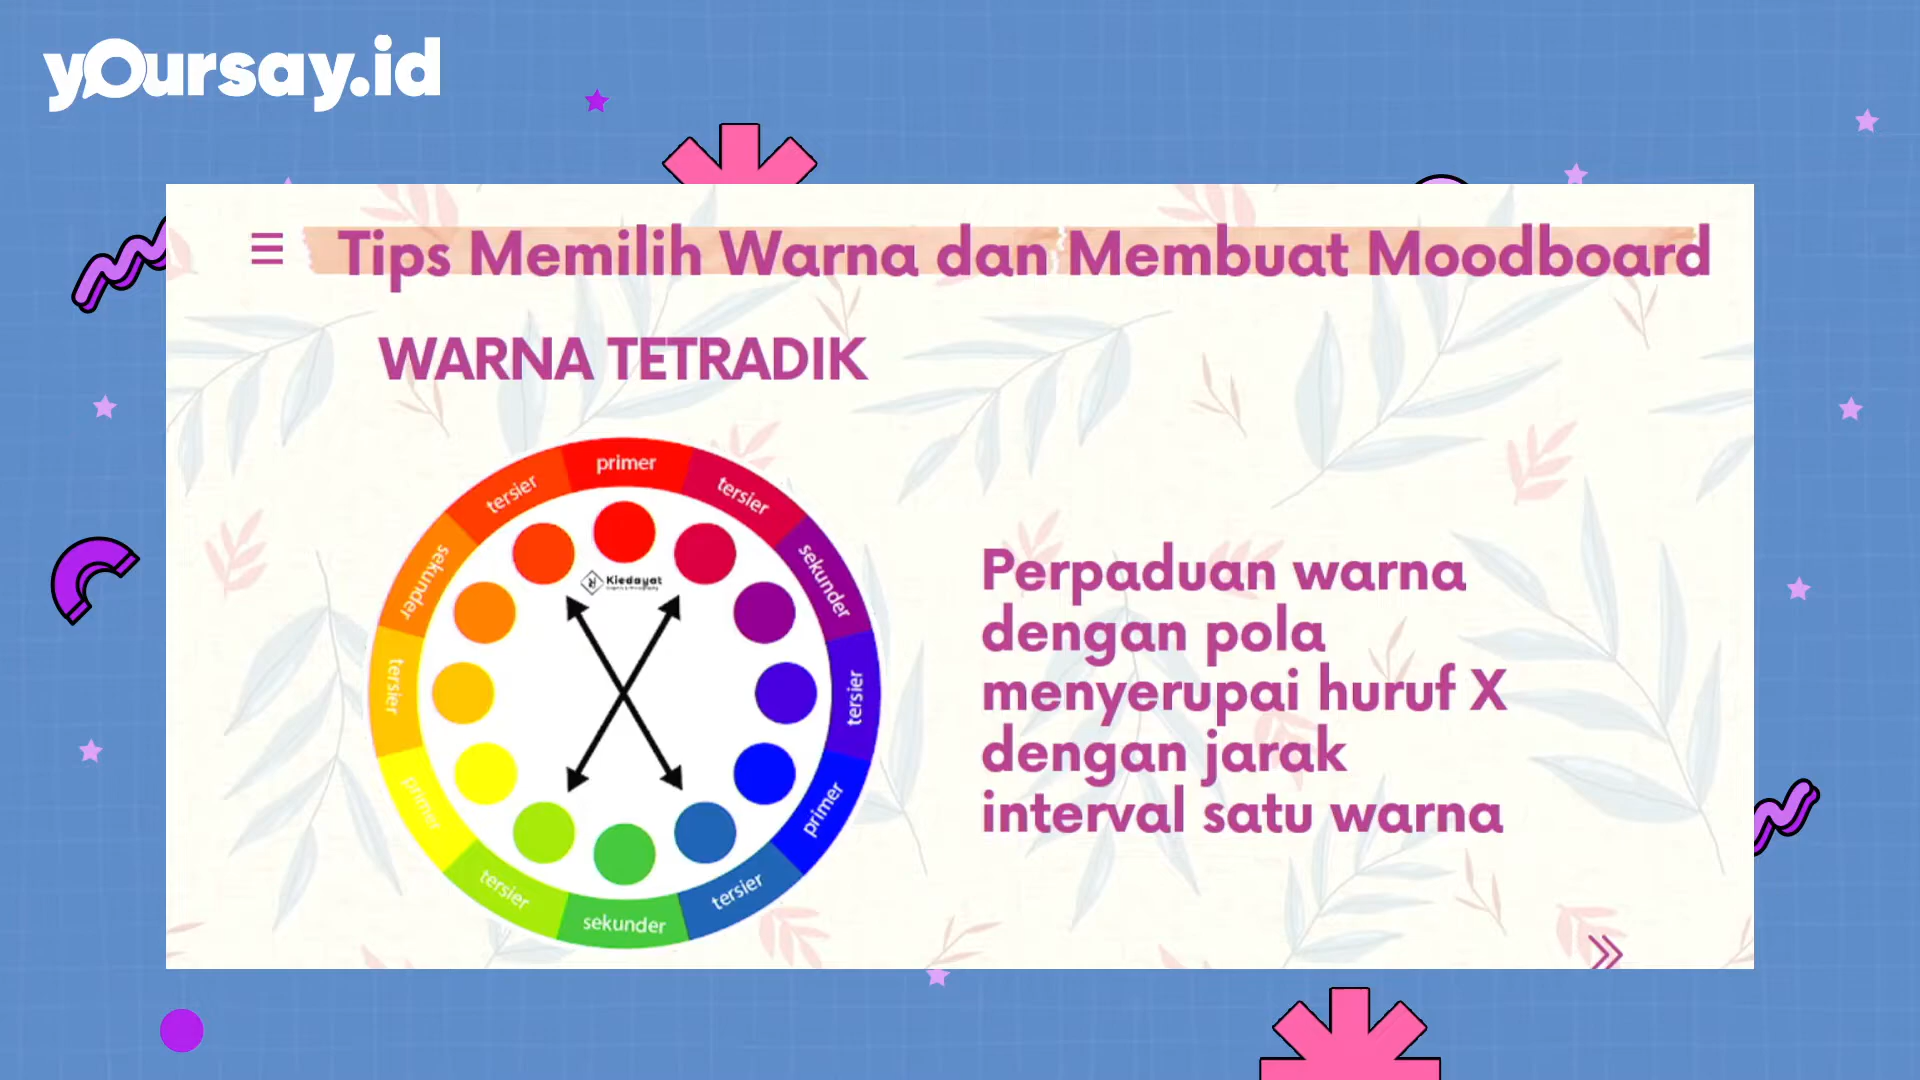 yoursay.id
Tips Memilih Warna dan Membuat Moodboard
WARNA TETRADIK
primer
tersier
sekunder
tersier
primer
tersier
sekunder
tersier
primer
tersier
sekunder
tersier
Kiedayat
Perpaduan warna
dengan pola
menyerupai huruf X
dengan jarak
interval satu warna